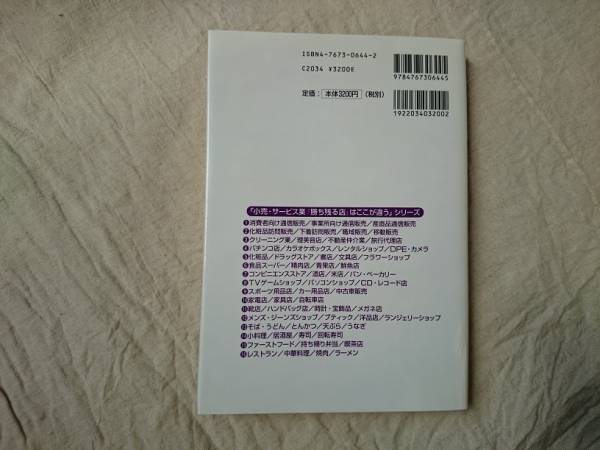 ISBN4-7673-0644-2
C2034 ¥3200E
定価：本体3200円（税別）
9784767306445
1922034032002
「小売・サービス業『勝ち残る店』はここが違う」シリーズ
❶消費者向け通信販売／事業所向け通信販売／産直品通信販売
❷化粧品訪問販売／下着訪問販売／職域販売／移動販売
❸クリーニング業／理美容店／不動産仲介業／旅行代理店
❹パチンコ店／カラオケボックス／レンタルショップ／DPE・カメラ
❺化粧品／ドラッグストア／書店／文具店／フラワーショップ
❻食品スーパー／精肉店／青果店／鮮魚店
❼コンビニエンスストア／酒店／米店／パン・ベーカリー
❽TVゲームショップ／パソコンショップ／CD・レコード店
❾スポーツ用品店／カー用品店／中古車販売
❿家電店／家具店／自転車店
⓫靴店／ハンドバッグ店／時計・宝飾品／メガネ店
⓬メンズ・ジーンズショップ／ブティック／洋品店／ランジェリーショップ
⓭そば・うどん／とんかつ／天ぷら／うなぎ
⓮小料理／居酒屋／寿司／回転寿司
⓯ファーストフード／持ち帰り弁当／喫茶店
⓰レストラン／中華料理／焼肉／ラーメン